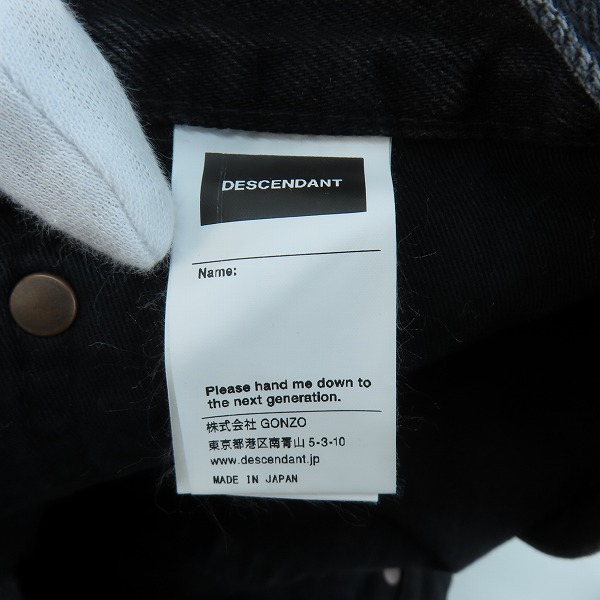 DESCENDANT
Name:
Please hand me down to
the next generation.
株式会社 GONZO
東京都港区南青山 5-3-10
www.descendant.jp
MADE IN JAPAN